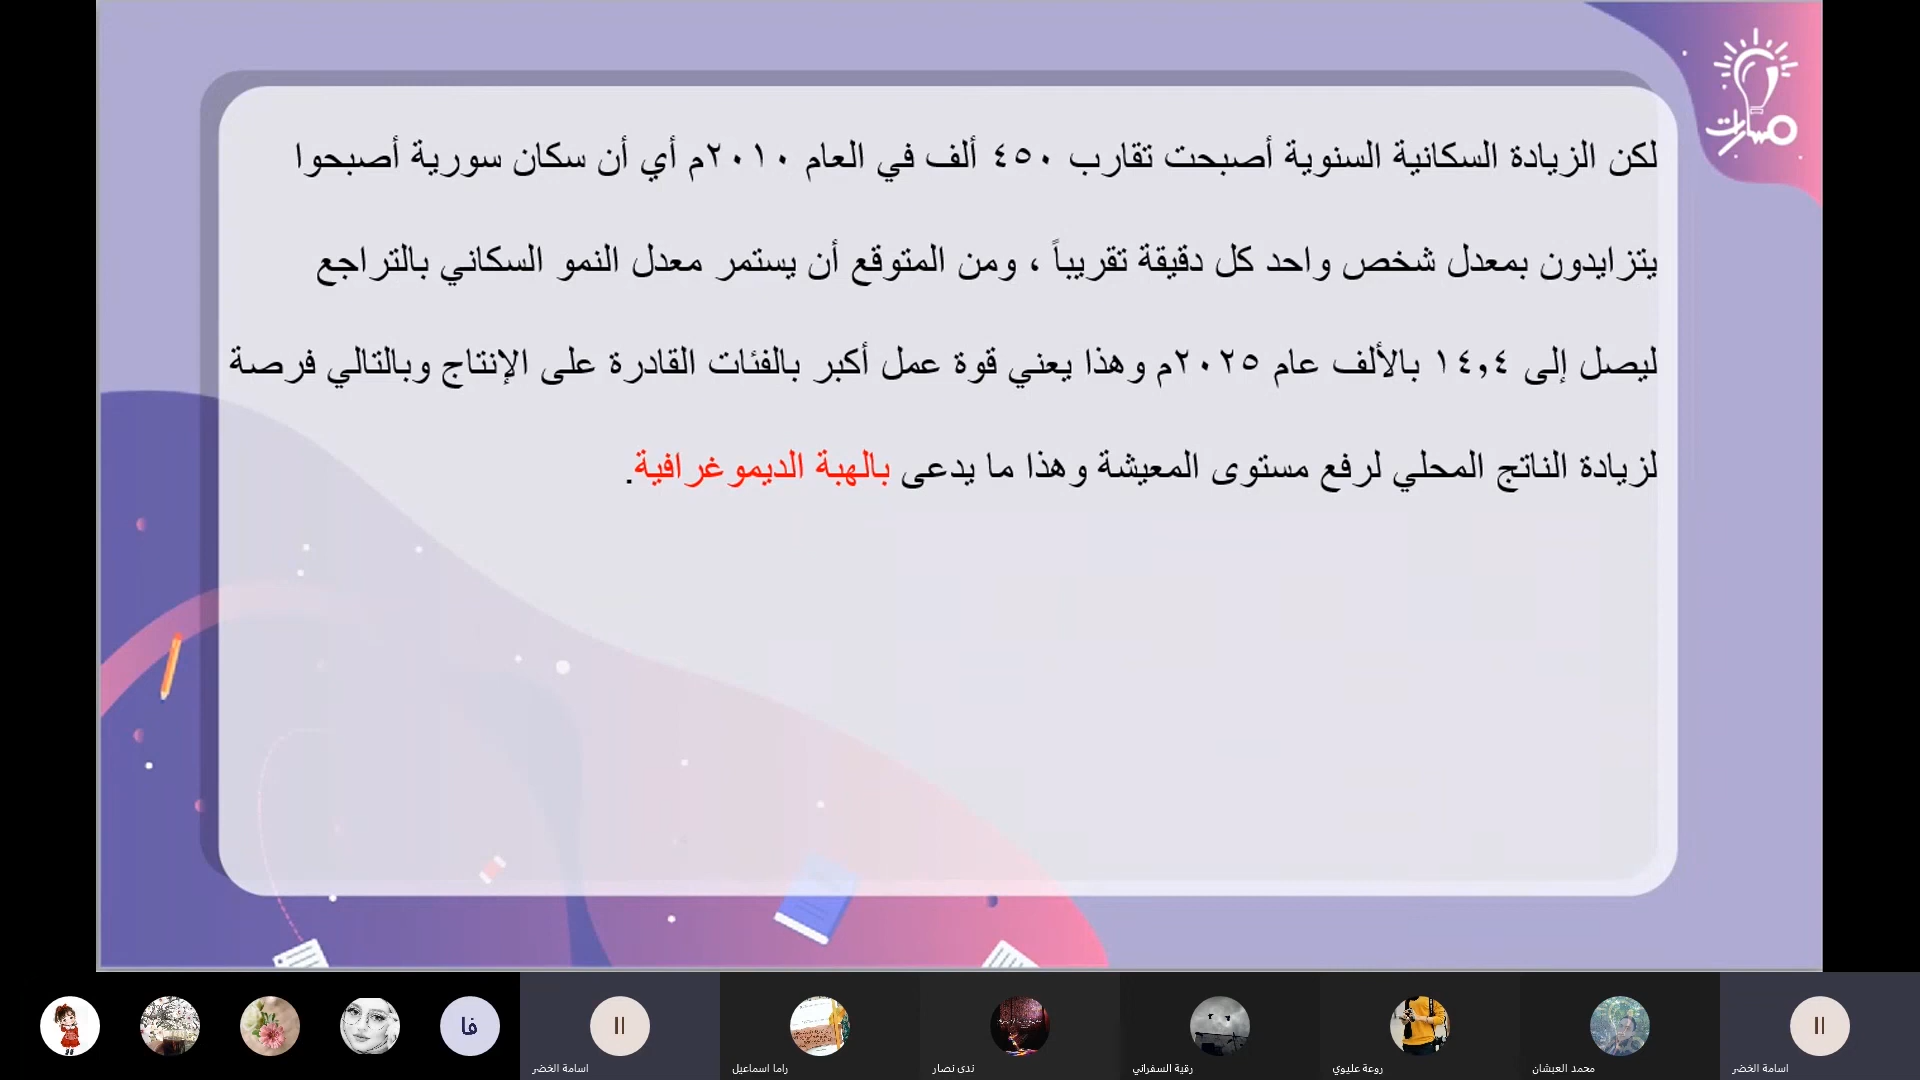 مسارات
لكن الزيادة السكانية السنوية أصبحت تقارب ٤٥٠ ألف في العام ٢٠١٠م أي أن سكان سورية أصبحوا
يتزايدون بمعدل شخص واحد كل دقيقة تقريباً ، ومن المتوقع أن يستمر معدل النمو السكاني بالتراجع
ليصل إلى ١٤,٤ بالألف عام ٢٠٢٥م وهذا يعني قوة عمل أكبر بالفئات القادرة على الإنتاج وبالتالي فرصة
لزيادة الناتج المحلي لرفع مستوى المعيشة وهذا ما يدعى بالهبة الديموغرافية.
فا
اا
اا
اسامة الخضر
راما اسماعيل
ندى نصار
رقية السفراني
روعة عليوي
محمد العبشان
اسامة الخضر